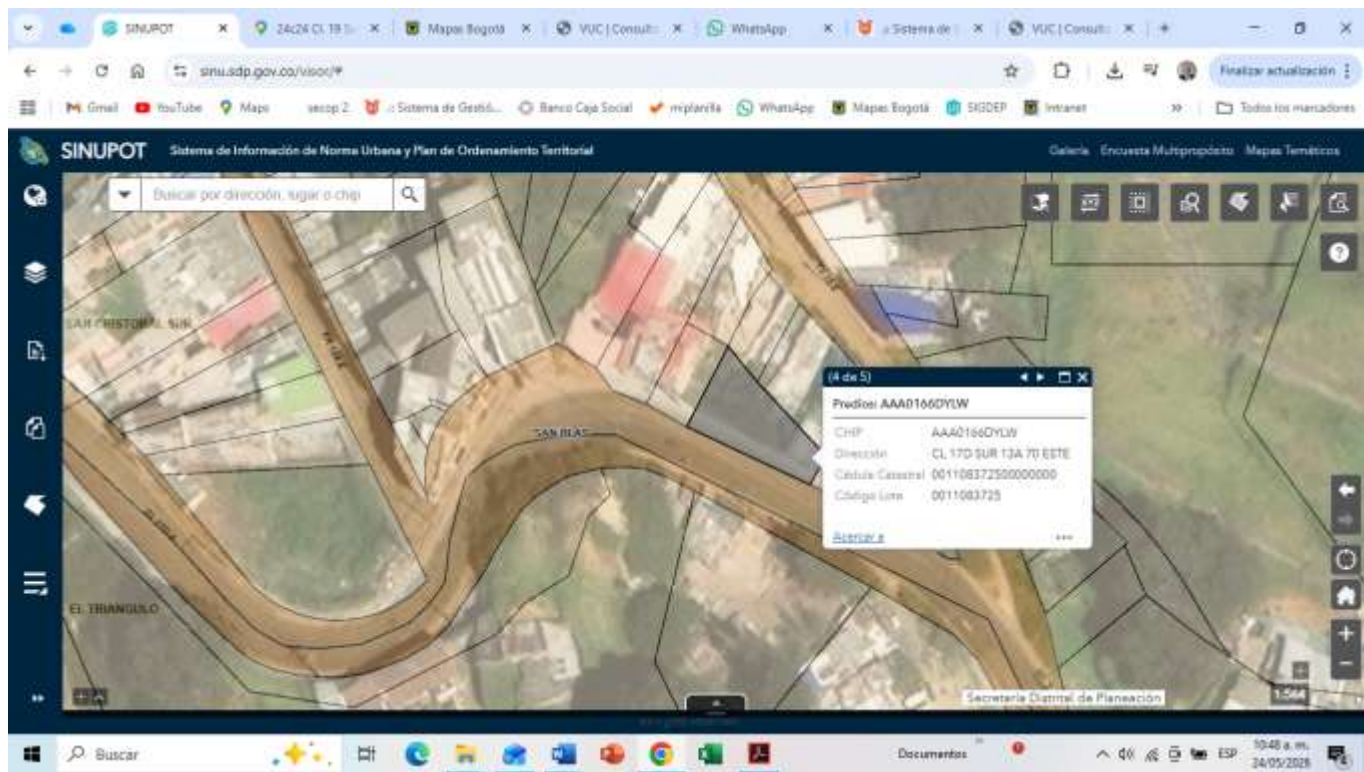 SINUPOT
24c24 CL 19 S
Mapas Bogotá
VUC | Consult
WhatsApp
.: Sistema de
VUC | Consult
sinu.sdp.gov.co/visor/#
Finalizar actualización
Gmail
YouTube
Maps
secop 2
.: Sistema de Gestió...
Banco Caja Social
miplanilla
WhatsApp
Mapas Bogotá
SIGDEP
Intranet
Todos los marcadores
SINUPOT
Sistema de Información de Norma Urbana y Plan de Ordenamiento Territorial
Galería
Encuesta Multipropósito
Mapas Temáticos
Buscar por dirección, lugar o chip
SAN CRISTOBAL SUR
SAN BLAS
EL TRIANGULO
(4 de 5)
Predios: AAA0166DYLW
CHIP AAA0166DYLW
Dirección CL 17D SUR 13A 70 ESTE
Cédula Catastral 001108372500000000
Código Lote 0011083725
Acercar a
Secretaría Distrital de Planeación
1:564
Buscar
Documentos
ESP
10:48 a. m.